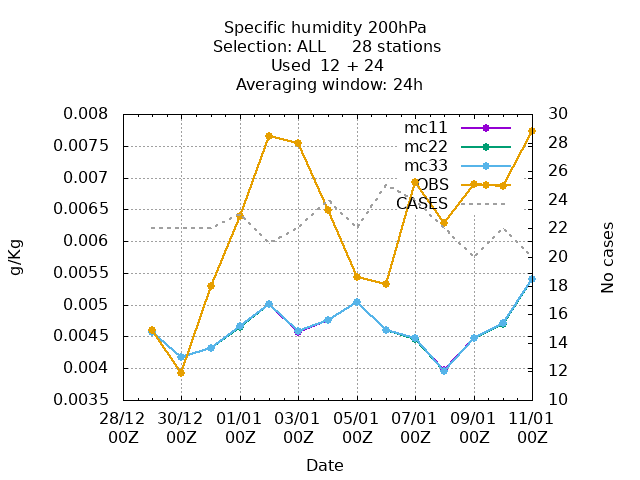 Specific humidity 200hPa
Selection: ALL 28 stations
Used 12 + 24
Averaging window: 24h
0.008
0.0075
0.007
0.0065
0.006
0.0055
0.005
0.0045
0.004
0.0035
g/Kg
mc11
mc22
mc33
OBS
CASES
30
28
26
24
22
20
18
16
14
12
10
No cases
28/12 30/12 01/01 03/01 05/01 07/01 09/01 11/01
00Z 00Z 00Z 00Z 00Z 00Z 00Z 00Z
Date